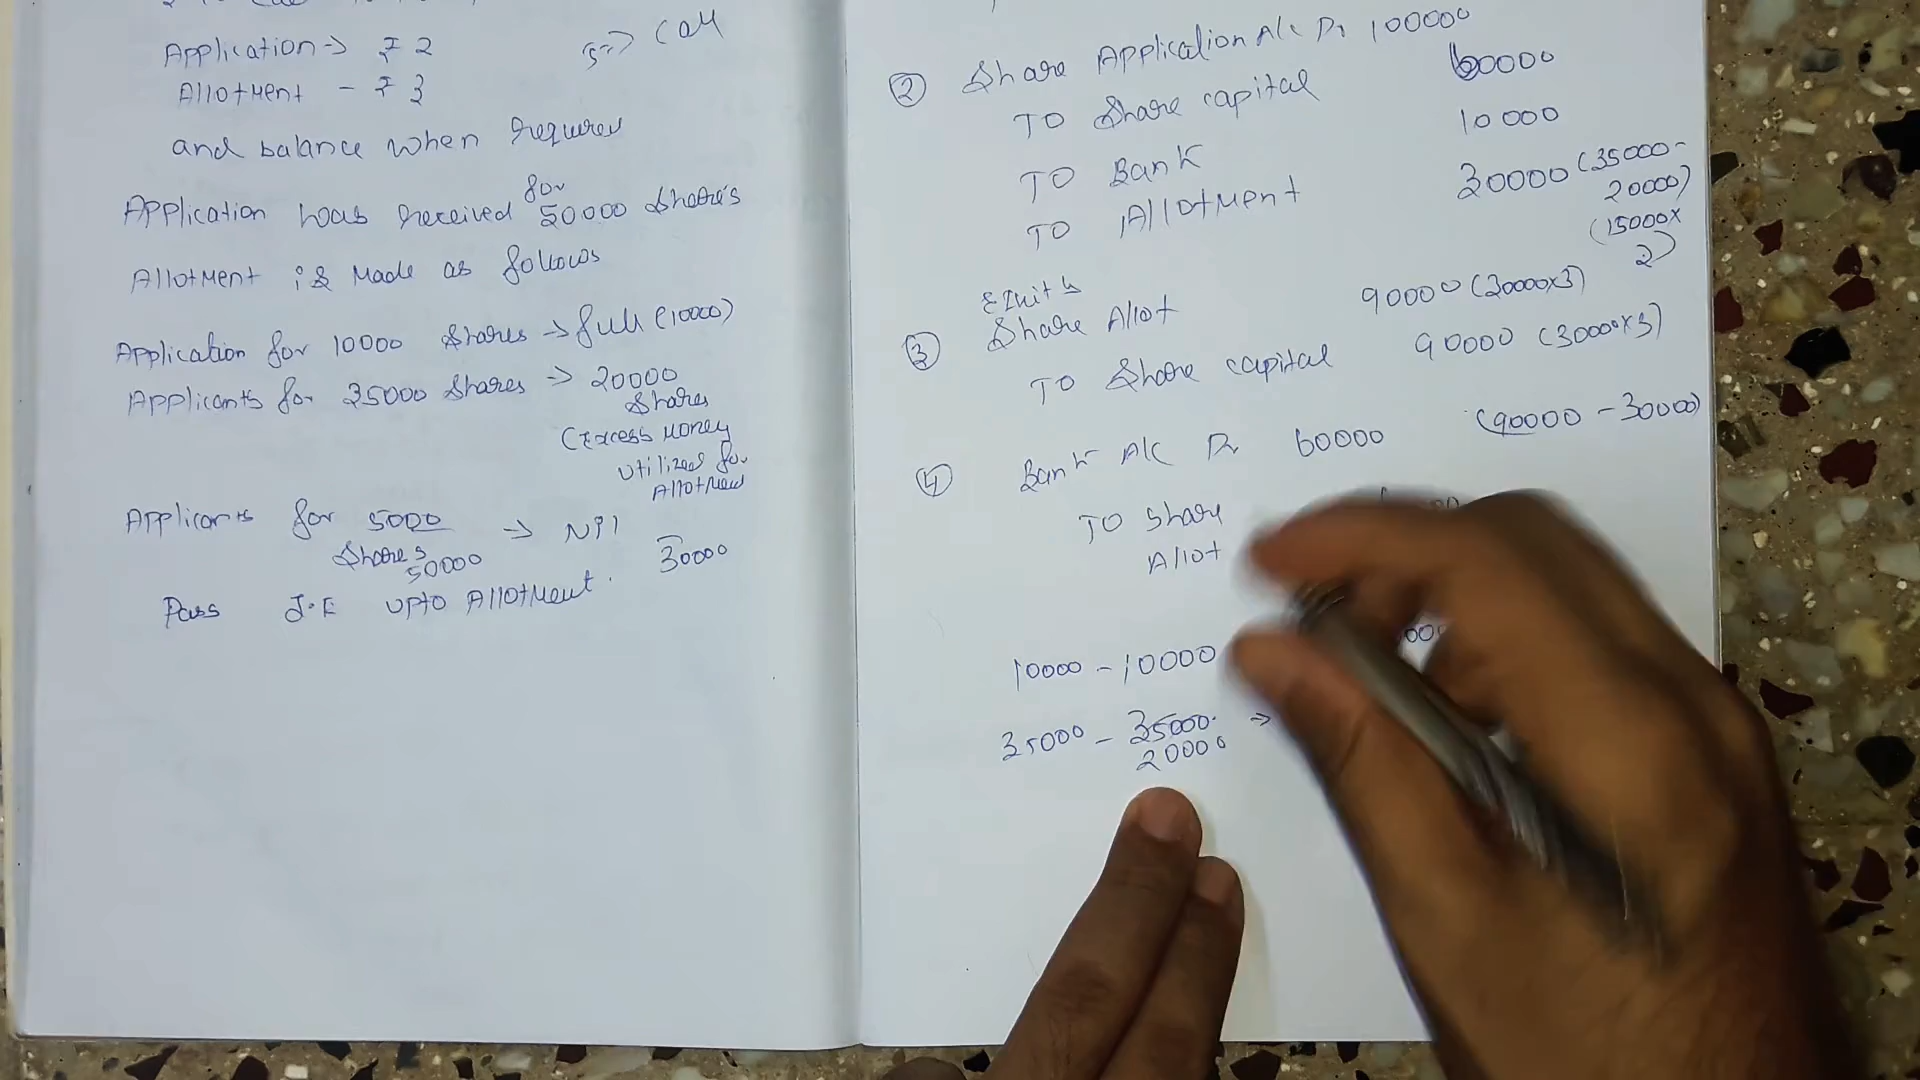 Application -> ₹ 2
5 => Call
Allotment - ₹ 3
and balance when required
for
Application was received 50000 Share's
Allotment is made as follows
Application for 10000 Shares -> full (10000)
Applicants for 35000 Shares -> 20000
Shares
(Excess money
utilized for
Allotment
Applicants for 5000 -> Nil
Shares
50000
30000
Pass J.E upto Allotment.
② Share Application A/c Dr 100000
To Share capital 60000
To Bank 10000
To Allotment 30000 (35000-
20000)
(15000x
2)
③ Share Allot 90000 (30000x3)
To Share capital 90000 (30000x3)
④ Bank A/c Dr 60000 (90000 - 30000)
To Share
Allot
10000 - 10000
35000 - 35000 ->
20000